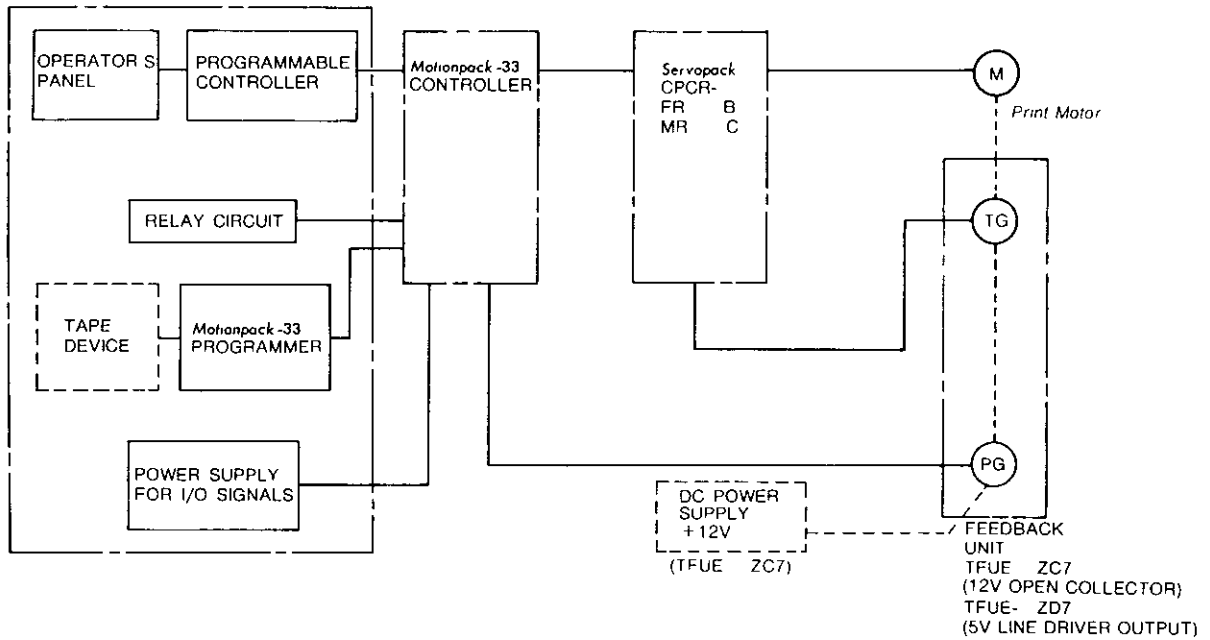 OPERATOR S
PANEL
PROGRAMMABLE
CONTROLLER
Motionpack -33
CONTROLLER
Servopack
CPCR-
FR B
MR C
M
Print Motor
RELAY CIRCUIT
TG
TAPE
DEVICE
Motionpack -33
PROGRAMMER
POWER SUPPLY
FOR I/O SIGNALS
PG
DC POWER
SUPPLY
+12V
(TFUE ZC7)
FEEDBACK
UNIT
TFUE ZC7
(12V OPEN COLLECTOR)
TFUE- ZD7
(5V LINE DRIVER OUTPUT)